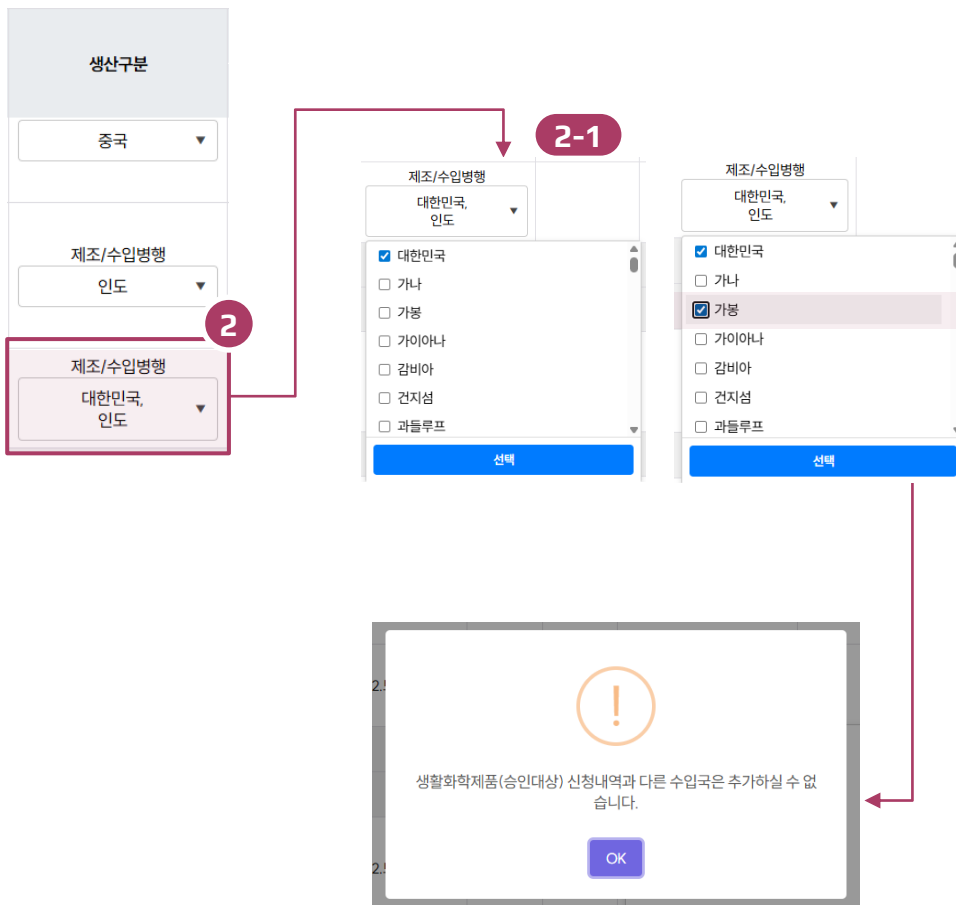 생산구분
중국
제조/수입병행
인도
2
제조/수입병행
대한민국,
인도
2-1
제조/수입병행
대한민국,
인도
대한민국
가나
가봉
가이아나
감비아
건지섬
과들루프
선택
제조/수입병행
대한민국,
인도
대한민국
가나
가봉
가이아나
감비아
건지섬
과들루프
선택
!
생활화학제품(승인대상) 신청내역과 다른 수입국은 추가하실 수 없
습니다.
OK